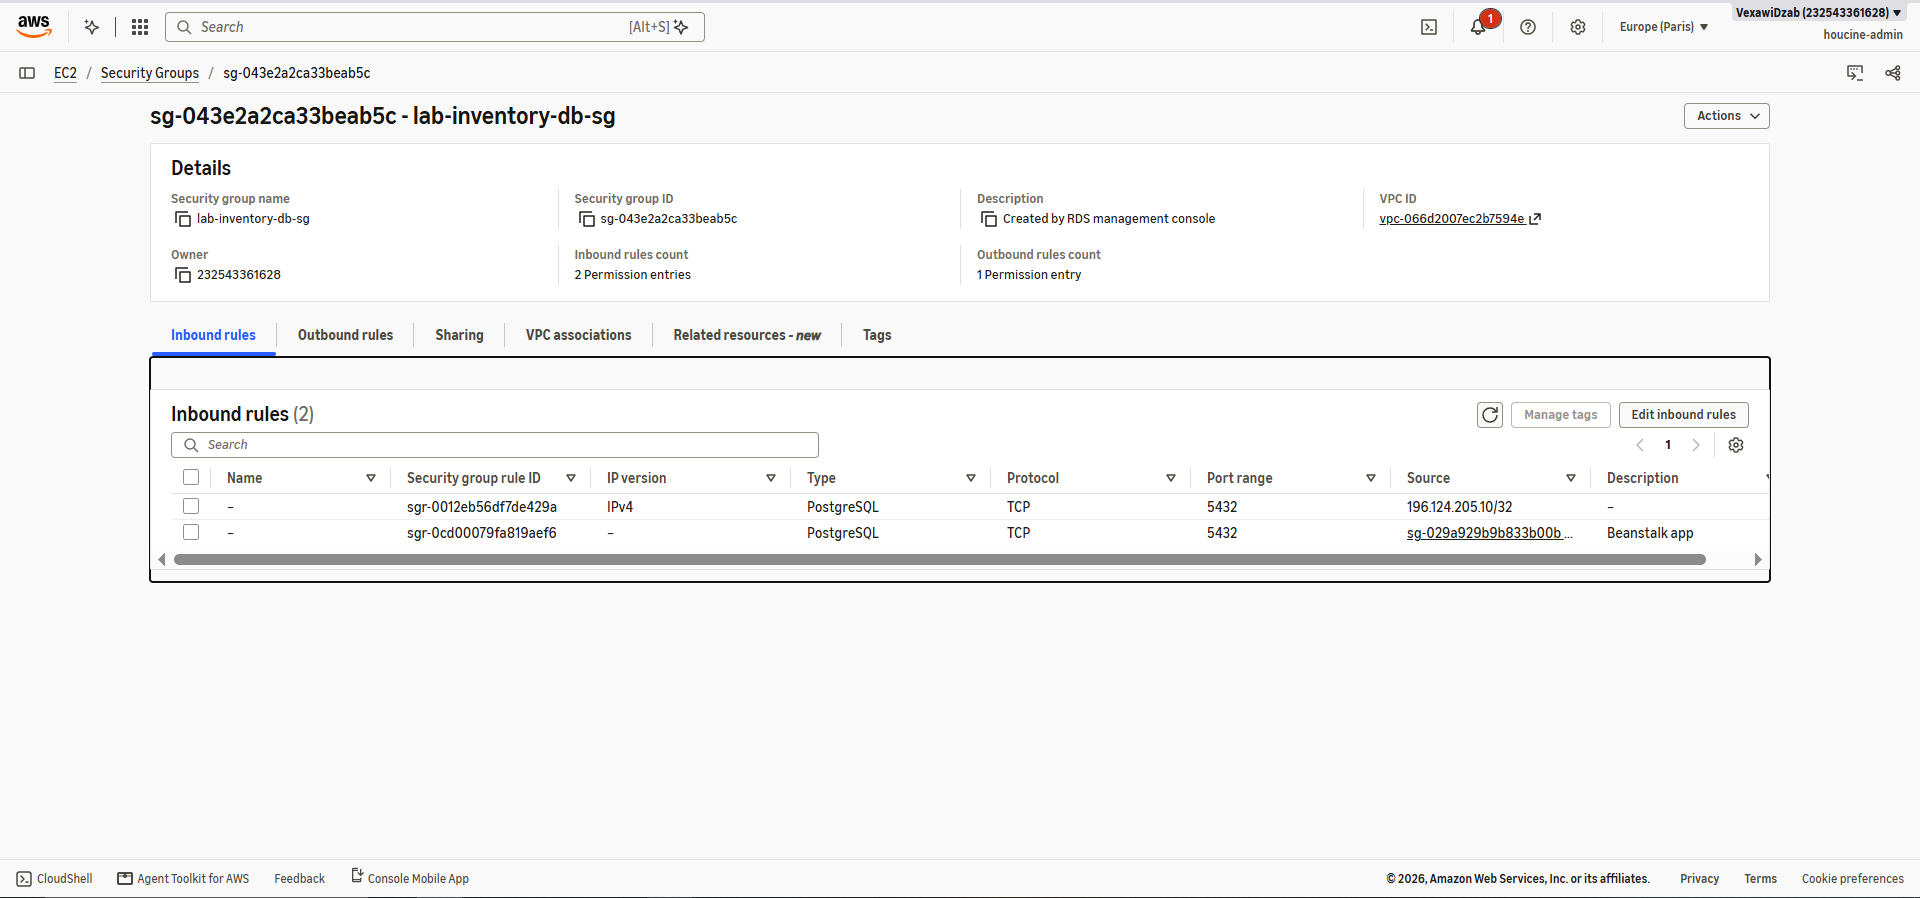 aws
Search [Alt+S]
1
Europe (Paris)
VexawiDzab (232543361628)
houcine-admin
EC2 / Security Groups / sg-043e2a2ca33beab5c
sg-043e2a2ca33beab5c - lab-inventory-db-sg
Actions
Details
Security group name
lab-inventory-db-sg
Security group ID
sg-043e2a2ca33beab5c
Description
Created by RDS management console
VPC ID
vpc-066d2007ec2b7594e
Owner
232543361628
Inbound rules count
2 Permission entries
Outbound rules count
1 Permission entry
Inbound rules Outbound rules Sharing VPC associations Related resources - new Tags
Inbound rules (2)
Manage tags Edit inbound rules
Search
1
Name Security group rule ID IP version Type Protocol Port range Source Description
– sgr-0012eb56df7de429a IPv4 PostgreSQL TCP 5432 196.124.205.10/32 –
– sgr-0cd00079fa819aef6 – PostgreSQL TCP 5432 sg-029a929b9b833b00b... Beanstalk app
CloudShell Agent Toolkit for AWS Feedback Console Mobile App © 2026, Amazon Web Services, Inc. or its affiliates. Privacy Terms Cookie preferences